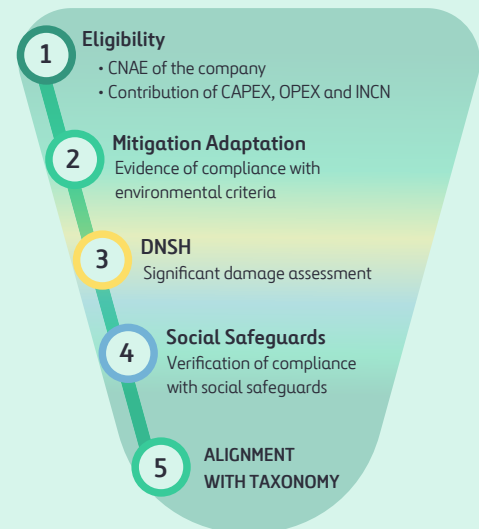 1
Eligibility
• CNAE of the company
• Contribution of CAPEX, OPEX and INCN
2
Mitigation Adaptation
Evidence of compliance with
environmental criteria
3
DNSH
Significant damage assessment
4
Social Safeguards
Verification of compliance
with social safeguards
5
ALIGNMENT
WITH TAXONOMY